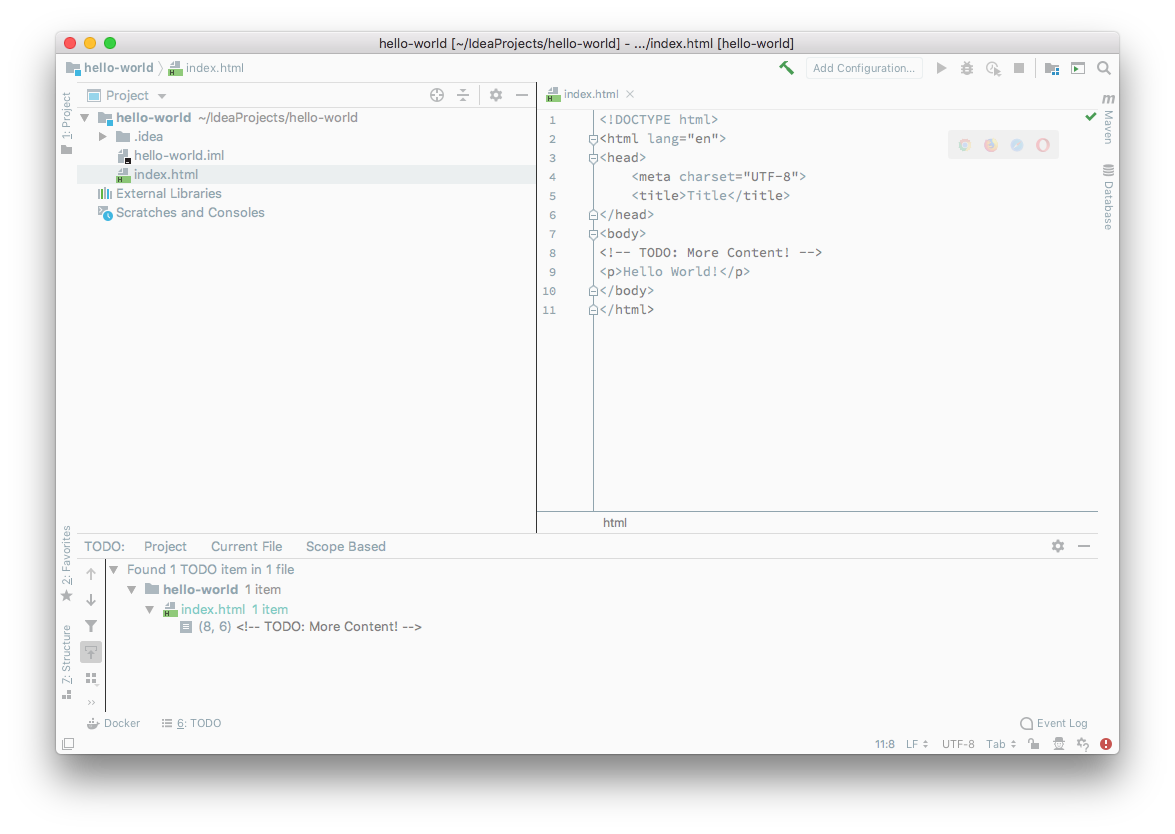 hello-world [~/IdeaProjects/hello-world] - .../index.html [hello-world]
hello-world index.html
Add Configuration...
1: Project
Project
hello-world ~/IdeaProjects/hello-world
.idea
hello-world.iml
index.html
External Libraries
Scratches and Consoles
index.html
1 <!DOCTYPE html>
2 <html lang="en">
3 <head>
4 <meta charset="UTF-8">
5 <title>Title</title>
6 </head>
7 <body>
8 <!-- TODO: More Content! -->
9 <p>Hello World!</p>
10 </body>
11 </html>
html
m
Maven
Database
2: Favorites
Z: Structure
TODO: Project Current File Scope Based
Found 1 TODO item in 1 file
hello-world 1 item
index.html 1 item
(8, 6) <!-- TODO: More Content! -->
Docker 6: TODO Event Log
11:8 LF UTF-8 Tab